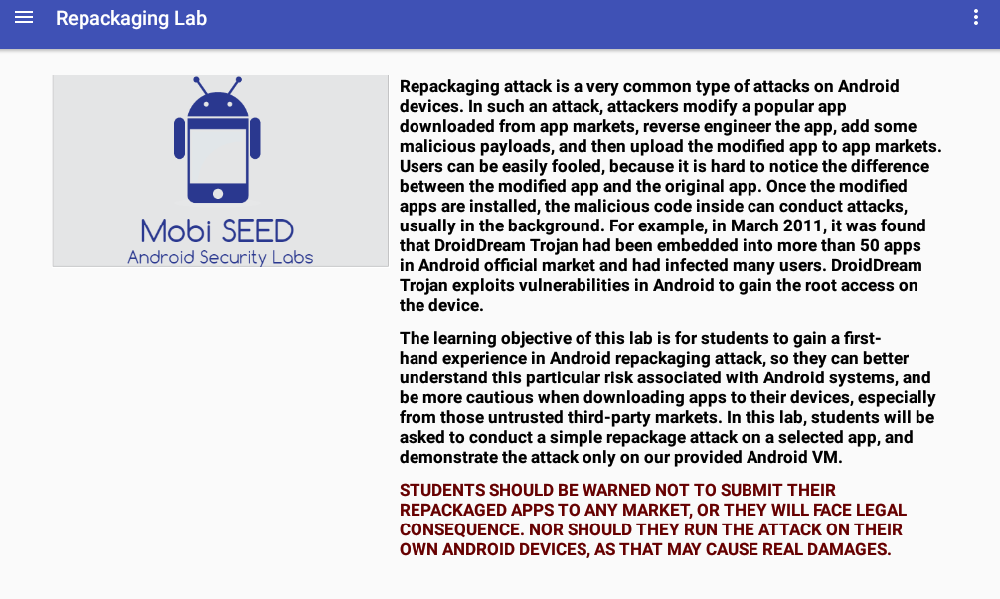 Repackaging Lab
Mobi SEED
Android Security Labs
Repackaging attack is a very common type of attacks on Android
devices. In such an attack, attackers modify a popular app
downloaded from app markets, reverse engineer the app, add some
malicious payloads, and then upload the modified app to app markets.
Users can be easily fooled, because it is hard to notice the difference
between the modified app and the original app. Once the modified
apps are installed, the malicious code inside can conduct attacks,
usually in the background. For example, in March 2011, it was found
that DroidDream Trojan had been embedded into more than 50 apps
in Android official market and had infected many users. DroidDream
Trojan exploits vulnerabilities in Android to gain the root access on
the device.
The learning objective of this lab is for students to gain a first-
hand experience in Android repackaging attack, so they can better
understand this particular risk associated with Android systems, and
be more cautious when downloading apps to their devices, especially
from those untrusted third-party markets. In this lab, students will be
asked to conduct a simple repackage attack on a selected app, and
demonstrate the attack only on our provided Android VM.
STUDENTS SHOULD BE WARNED NOT TO SUBMIT THEIR
REPACKAGED APPS TO ANY MARKET, OR THEY WILL FACE LEGAL
CONSEQUENCE. NOR SHOULD THEY RUN THE ATTACK ON THEIR
OWN ANDROID DEVICES, AS THAT MAY CAUSE REAL DAMAGES.